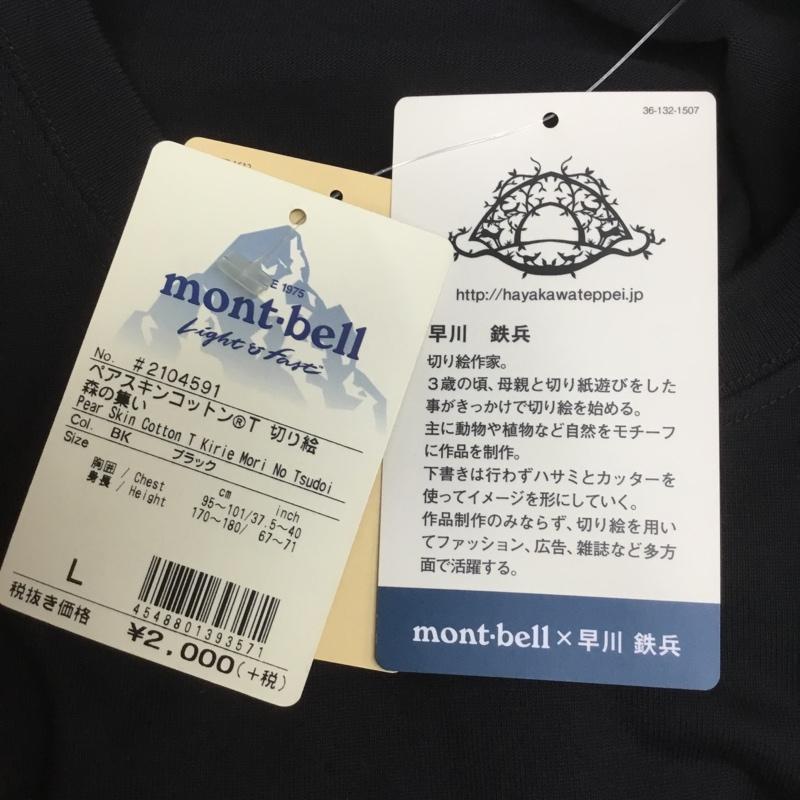 E 1975
mont·bell
Light & Fast
No. #2104591
ペアスキンコットン®T 切り絵
森の集い
Pear Skin Cotton T Kirie Mori No Tsudoi
Col. BK ブラック
Size cm inch
胸囲 / Chest 95～101/37.5～40
身長 / Height 170～180/ 67～71
L
4548801393571
税抜き価格
¥2,000(+税)
36-132-1507
http://hayakawateppei.jp
早川 鉄兵
切り絵作家。
3歳の頃、母親と切り紙遊びをした
事がきっかけで切り絵を始める。
主に動物や植物など自然をモチーフ
に作品を制作。
下書きは行わずハサミとカッターを
使ってイメージを形にしていく。
作品制作のみならず、切り絵を用い
てファッション、広告、雑誌など多方
面で活躍する。
mont·bell×早川 鉄兵